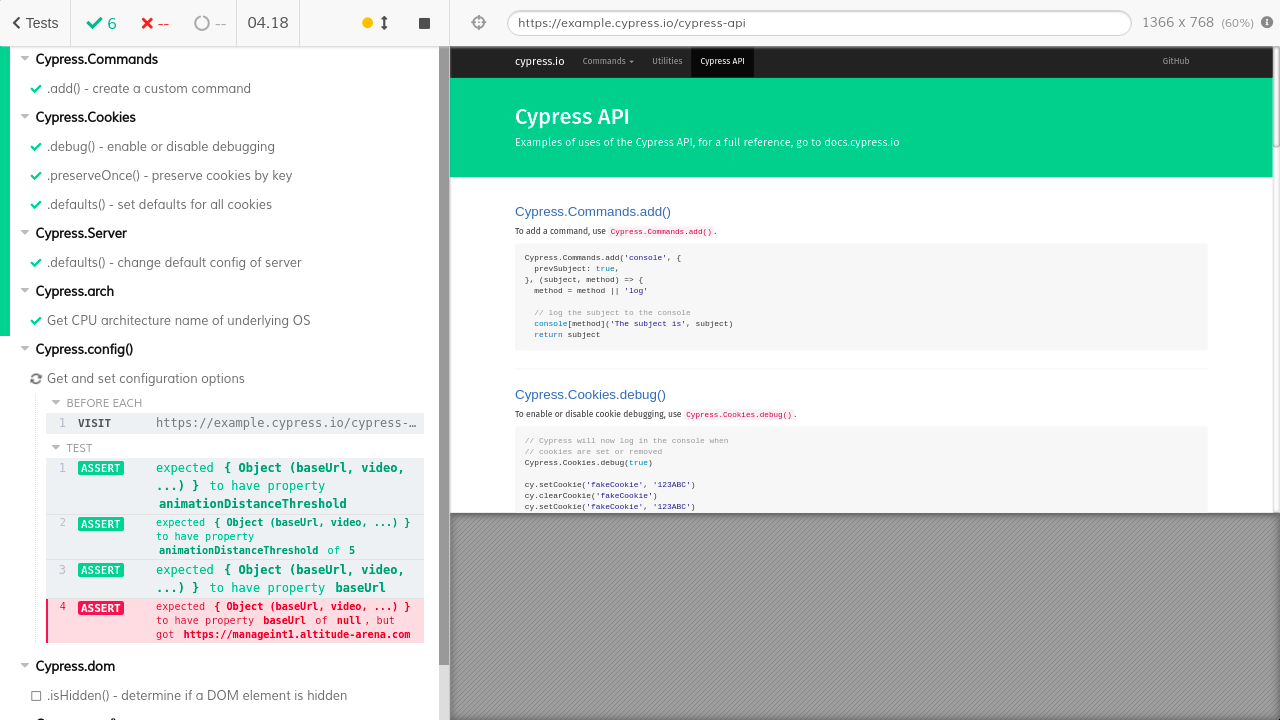 Tests 6 -- -- 04.18
https://example.cypress.io/cypress-api 1366 x 768 (60%)
Cypress.Commands
.add() - create a custom command
Cypress.Cookies
.debug() - enable or disable debugging
.preserveOnce() - preserve cookies by key
.defaults() - set defaults for all cookies
Cypress.Server
.defaults() - change default config of server
Cypress.arch
Get CPU architecture name of underlying OS
Cypress.config()
Get and set configuration options
BEFORE EACH
1 VISIT https://example.cypress.io/cypress-…
TEST
1 ASSERT expected { Object (baseUrl, video,
...) } to have property
animationDistanceThreshold
2 ASSERT expected { Object (baseUrl, video, ...) }
to have property
animationDistanceThreshold of 5
3 ASSERT expected { Object (baseUrl, video,
...) } to have property baseUrl
4 ASSERT expected { Object (baseUrl, video, ...) }
to have property baseUrl of null, but
got https://manageint1.altitude-arena.com
Cypress.dom
.isHidden() - determine if a DOM element is hidden
cypress.io Commands Utilities Cypress API GitHub
Cypress API
Examples of uses of the Cypress API, for a full reference, go to docs.cypress.io
Cypress.Commands.add()
To add a command, use Cypress.Commands.add().
Cypress.Commands.add('console', {
prevSubject: true,
}, (subject, method) => {
method = method || 'log'
// log the subject to the console
console[method]('The subject is', subject)
return subject
Cypress.Cookies.debug()
To enable or disable cookie debugging, use Cypress.Cookies.debug().
// Cypress will now log in the console when
// cookies are set or removed
Cypress.Cookies.debug(true)
cy.setCookie('fakeCookie', '123ABC')
cy.clearCookie('fakeCookie')
cy.setCookie('fakeCookie', '123ABC')